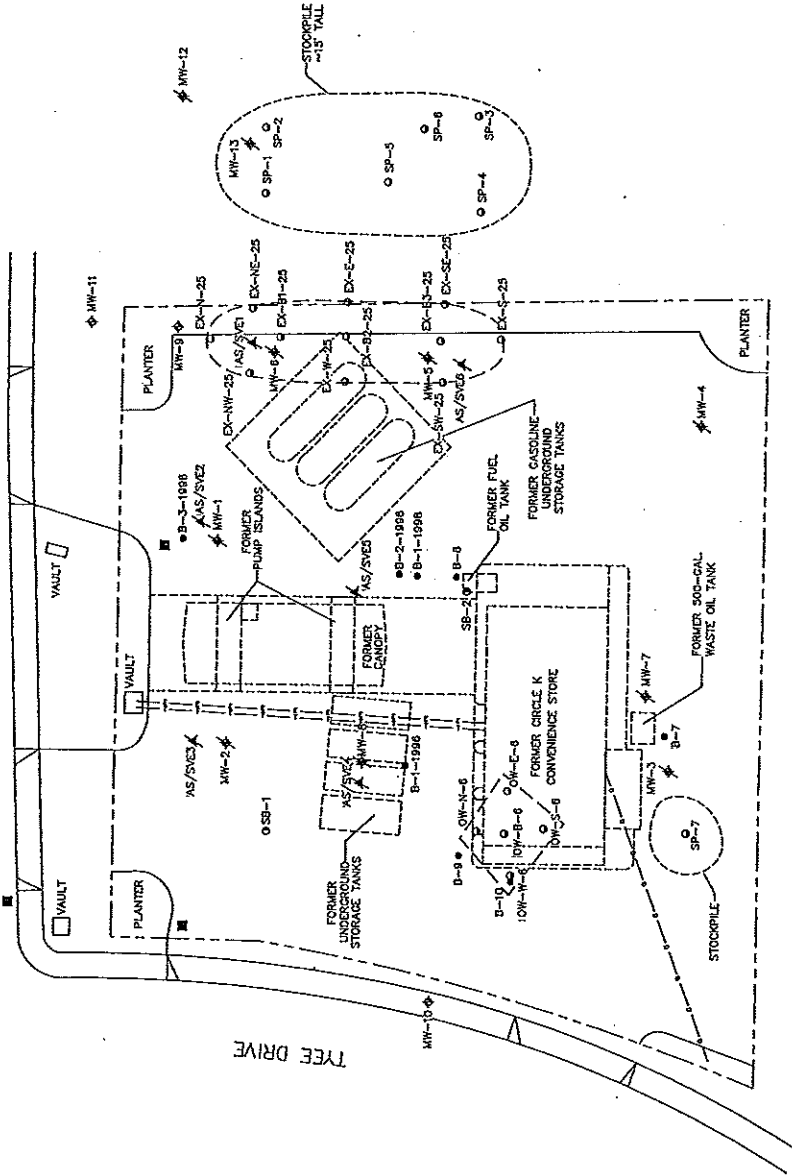 STOCKPILE
~15' TALL
MW-12
MW-13
SP-1
SP-2
SP-5
SP-6
SP-3
SP-4
MW-11
MW-9
EX-N-25
EX-NE-25
AS/SVE1
EX-B1-25
MW-6
EX-NW-25
EX-W-25
EX-E-25
EX-B2-25
EX-B3-25
EX-SE-25
MW-5
AS/SVE6
EX-SW-25
EX-S-25
PLANTER
PLANTER
MW-4
B-3-1996
AS/SVE2
MW-1
FORMER
PUMP ISLANDS
VAULT
VAULT
FORMER
CANOPY
AS/SVE5
B-2-1996
B-1-1996
B-8
SB-2
FORMER FUEL
OIL TANK
FORMER GASOLINE
UNDERGROUND
STORAGE TANKS
FORMER 500-GAL.
WASTE OIL TANK
MW-7
B-7
MW-3
AS/SVE3
MW-2
SB-1
AS/SVE4
MW-8
B-1-1996
FORMER
UNDERGROUND
STORAGE TANKS
FORMER CIRCLE K
CONVENIENCE STORE
OW-N-6
OW-E-6
OW-B-6
OW-S-6
OW-W-6
B-9
B-10
SP-7
STOCKPILE
VAULT
PLANTER
MW-10
TYEE DRIVE